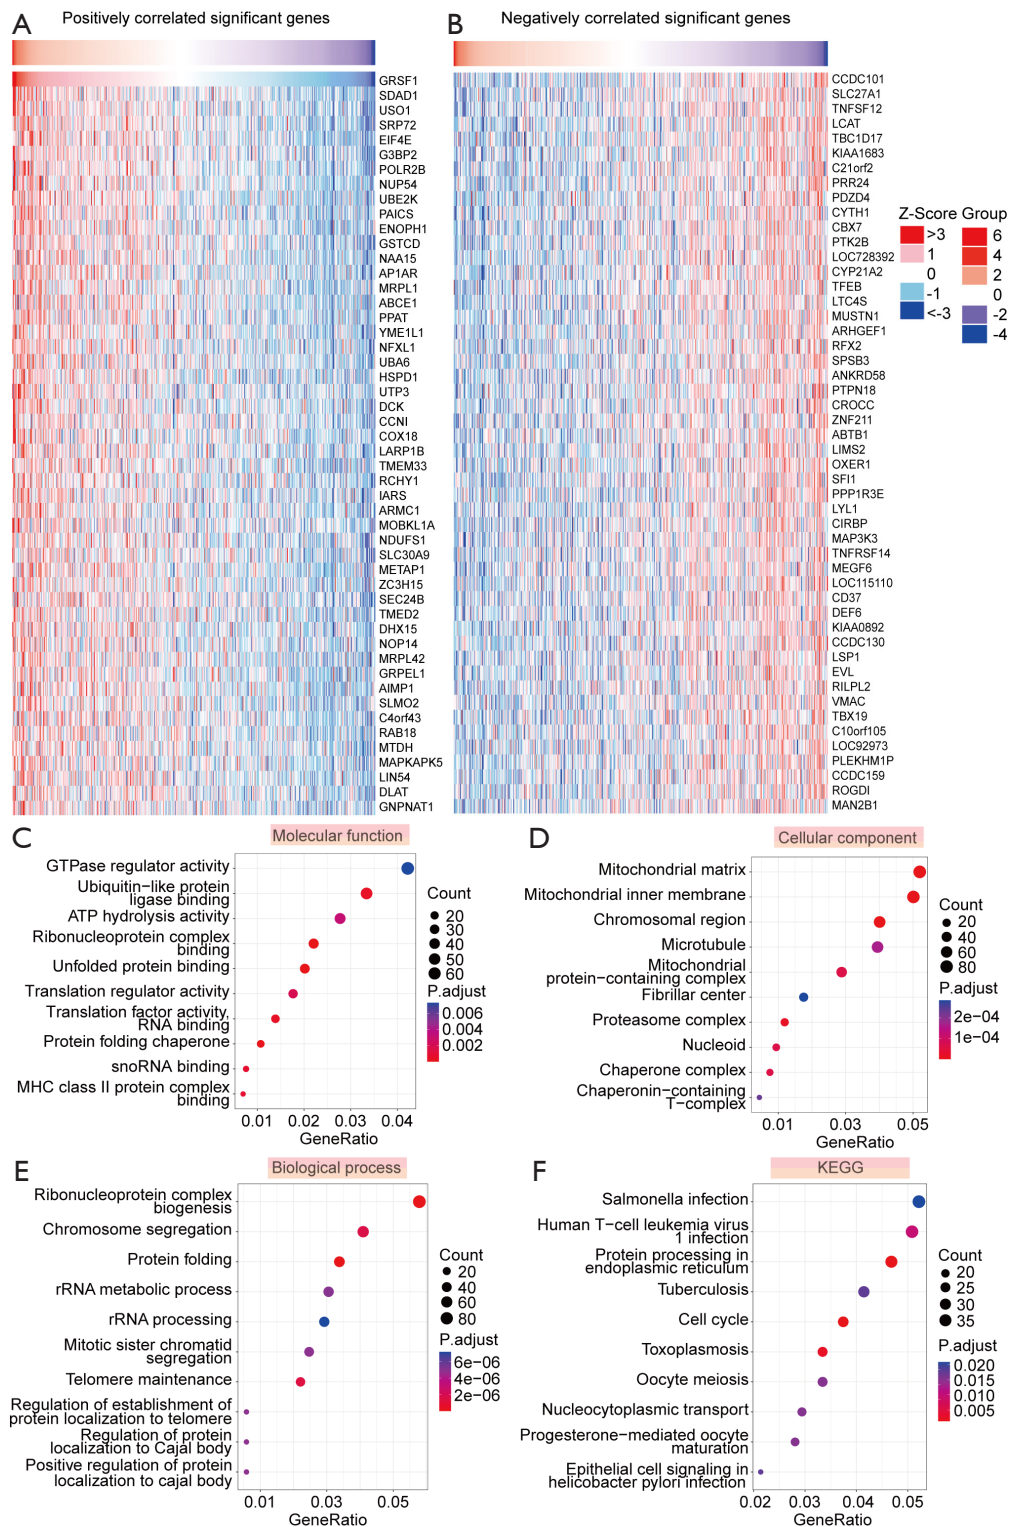 A
Positively correlated significant genes
GRSF1
SDAD1
USO1
SRP72
EIF4E
G3BP2
POLR2B
NUP54
UBE2K
PAICS
ENOPH1
GSTCD
NAA15
AP1AR
MRPL1
ABCE1
PPAT
YME1L1
NFXL1
UBA6
HSPD1
UTP3
DCK
CCNI
COX18
LARP1B
TMEM33
RCHY1
IARS
ARMC1
MOBKL1A
NDUFS1
SLC30A9
METAP1
ZC3H15
SEC24B
TMED2
DHX15
NOP14
MRPL42
GRPEL1
AIMP1
SLMO2
C4orf43
RAB18
MTDH
MAPKAPK5
LIN54
DLAT
GNPNAT1
B
Negatively correlated significant genes
CCDC101
SLC27A1
TNFSF12
LCAT
TBC1D17
KIAA1683
C21orf2
PRR24
PDZD4
CYTH1
CBX7
PTK2B
LOC728392
CYP21A2
TFEB
LTC4S
MUSTN1
ARHGEF1
RFX2
SPSB3
ANKRD58
PTPN18
CROCC
ZNF211
ABTB1
LIMS2
OXER1
SFI1
PPP1R3E
LYL1
CIRBP
MAP3K3
TNFRSF14
MEGF6
LOC115110
CD37
DEF6
KIAA0892
CCDC130
LSP1
EVL
RILPL2
VMAC
TBX19
C10orf105
LOC92973
PLEKHM1P
CCDC159
ROGDI
MAN2B1
Z-Score
>3
1
0
-1
<-3
Group
6
4
2
0
-2
-4
C
Molecular function
GTPase regulator activity
Ubiquitin−like protein
ligase binding
ATP hydrolysis activity
Ribonucleoprotein complex
binding
Unfolded protein binding
Translation regulator activity
Translation factor activity,
RNA binding
Protein folding chaperone
snoRNA binding
MHC class II protein complex
binding
0.01 0.02 0.03 0.04
GeneRatio
Count
20
30
40
50
60
P.adjust
0.006
0.004
0.002
D
Cellular component
Mitochondrial matrix
Mitochondrial inner membrane
Chromosomal region
Microtubule
Mitochondrial
protein−containing complex
Fibrillar center
Proteasome complex
Nucleoid
Chaperone complex
Chaperonin−containing
T−complex
0.01 0.03 0.05
GeneRatio
Count
20
40
60
80
P.adjust
2e−04
1e−04
E
Biological process
Ribonucleoprotein complex
biogenesis
Chromosome segregation
Protein folding
rRNA metabolic process
rRNA processing
Mitotic sister chromatid
segregation
Telomere maintenance
Regulation of establishment of
protein localization to telomere
Regulation of protein
localization to Cajal body
Positive regulation of protein
localization to cajal body
0.01 0.03 0.05
GeneRatio
Count
20
40
60
80
P.adjust
6e−06
4e−06
2e−06
F
KEGG
Salmonella infection
Human T−cell leukemia virus
1 infection
Protein processing in
endoplasmic reticulum
Tuberculosis
Cell cycle
Toxoplasmosis
Oocyte meiosis
Nucleocytoplasmic transport
Progesterone−mediated oocyte
maturation
Epithelial cell signaling in
helicobacter pylori infection
0.02 0.03 0.04 0.05
GeneRatio
Count
20
25
30
35
P.adjust
0.020
0.015
0.010
0.005